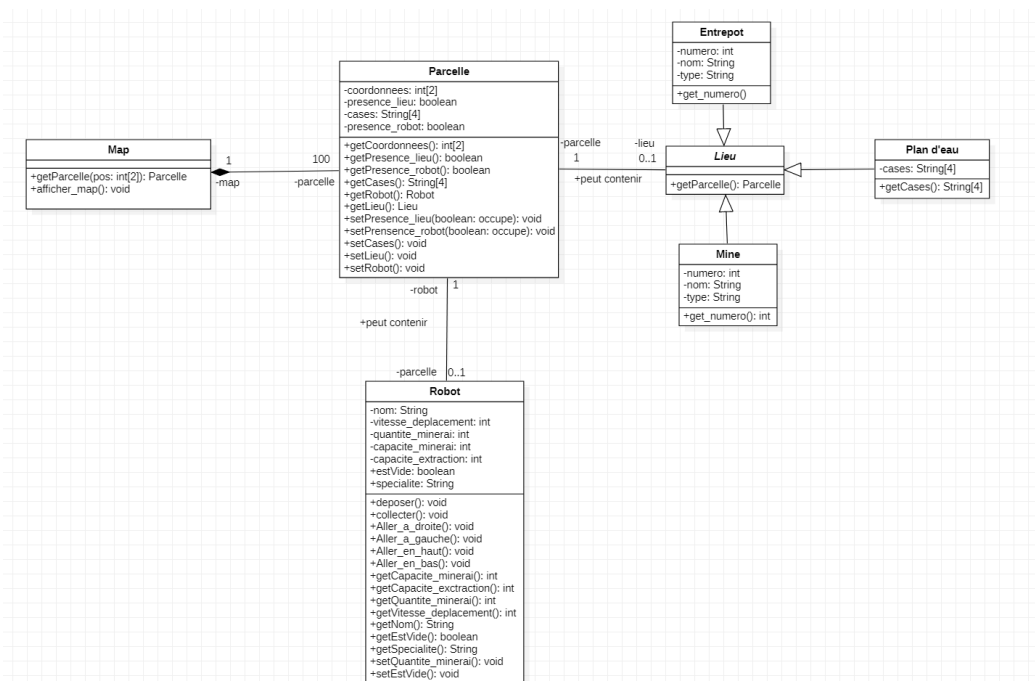 Map
+getParcelle(pos: int[2]): Parcelle
+afficher_map(): void
1
-map
100
-parcelle
Parcelle
-coordonnees: int[2]
-presence_lieu: boolean
-cases: String[4]
-presence_robot: boolean
+getCoordonnees(): int[2]
+getPresence_lieu(): boolean
+getPresence_robot(): boolean
+getCases(): String[4]
+getRobot(): Robot
+getLieu(): Lieu
+setPresence_lieu(boolean: occupe): void
+setPrensence_robot(boolean: occupe): void
+setCases(): void
+setLieu(): void
+setRobot(): void
-parcelle
1
-lieu
0..1
+peut contenir
Entrepot
-numero: int
-nom: String
-type: String
+get_numero()
Lieu
+getParcelle(): Parcelle
Plan d'eau
-cases: String[4]
+getCases(): String[4]
Mine
-numero: int
-nom: String
-type: String
+get_numero(): int
-robot
1
+peut contenir
-parcelle
0..1
Robot
-nom: String
-vitesse_deplacement: int
-quantite_minerai: int
-capacite_minerai: int
-capacite_extraction: int
+estVide: boolean
+specialite: String
+deposer(): void
+collecter(): void
+Aller_a_droite(): void
+Aller_a_gauche(): void
+Aller_en_haut(): void
+Aller_en_bas(): void
+getCapacite_minerai(): int
+getCapacite_exctraction(): int
+getQuantite_minerai(): int
+getVitesse_deplacement(): int
+getNom(): String
+getEstVide(): boolean
+getSpecialite(): String
+setQuantite_minerai(): void
+setEstVide(): void